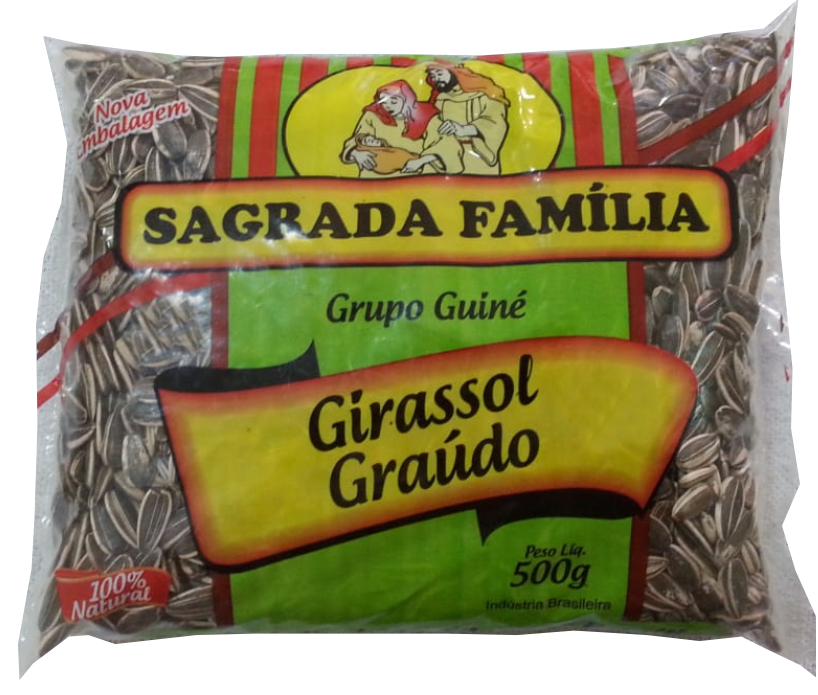 Nova
Embalagem
SAGRADA FAMÍLIA
Grupo Guiné
Girassol
Graúdo
Peso Líq.
500g
100%
Natural
Indústria Brasileira